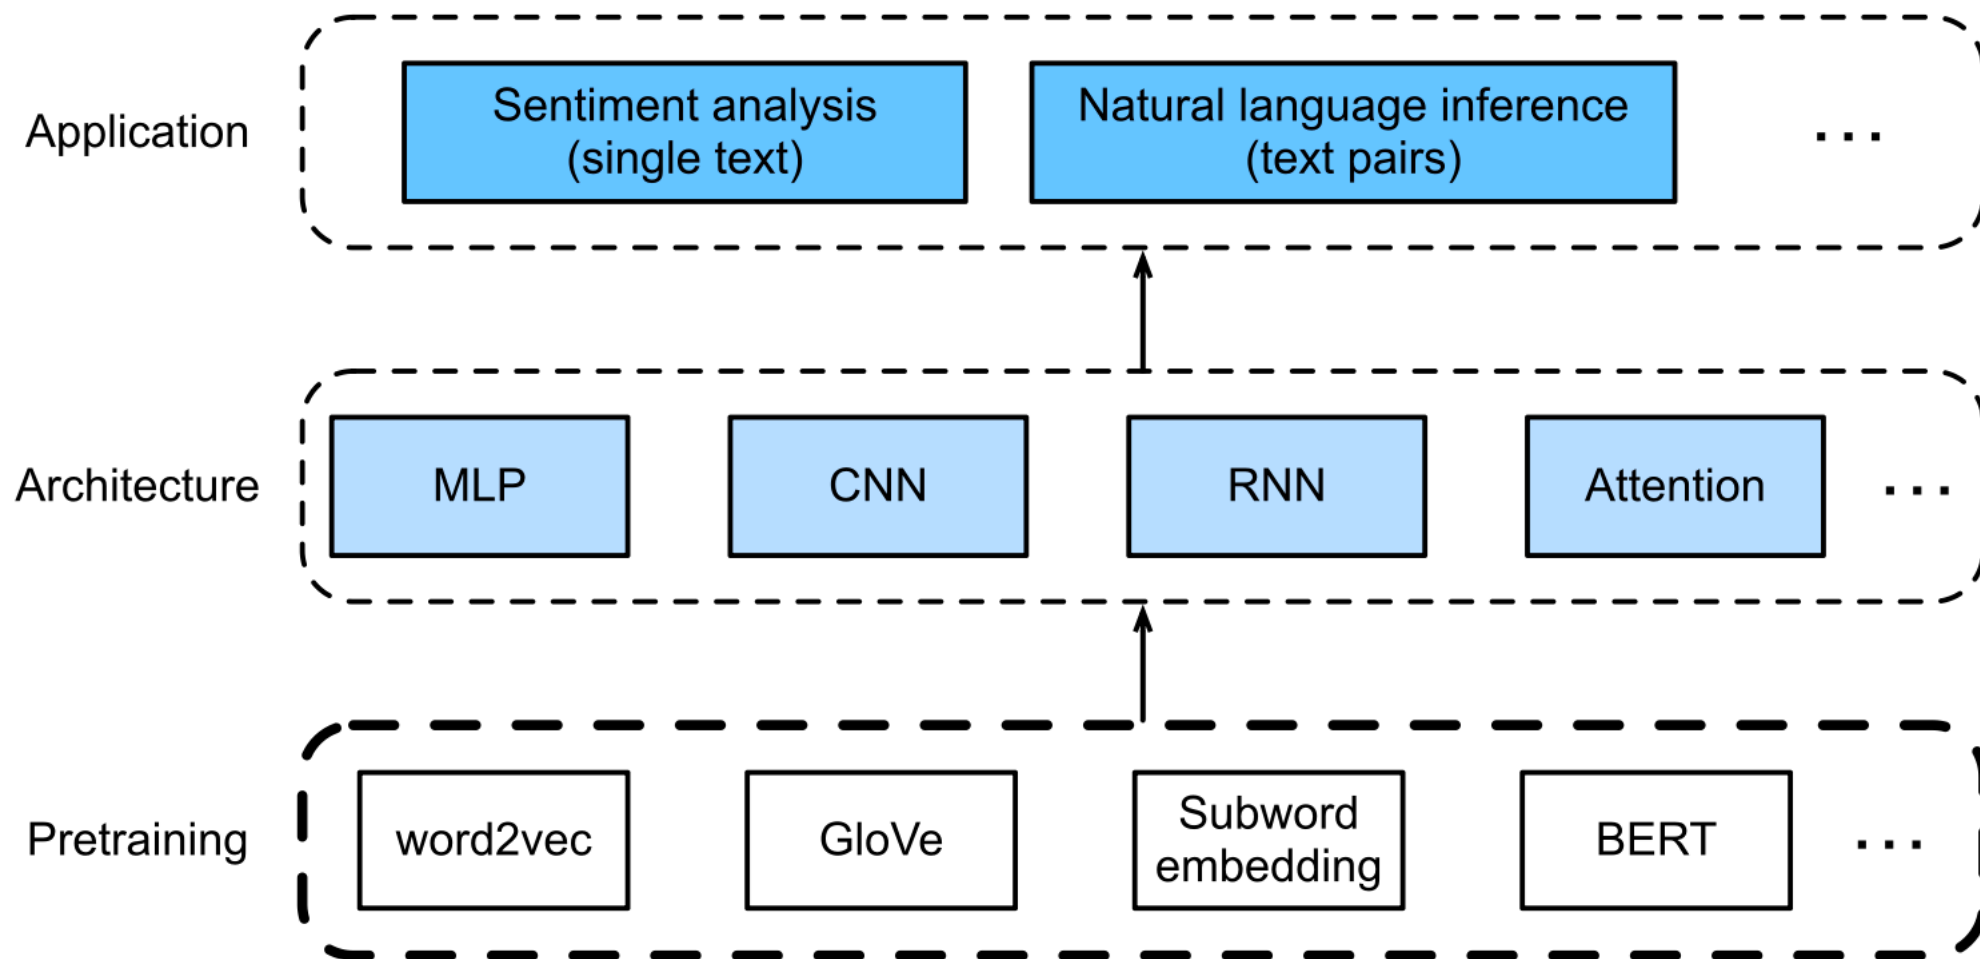 Application
Sentiment analysis
(single text)
Natural language inference
(text pairs)
...
Architecture
MLP
CNN
RNN
Attention
...
Pretraining
word2vec
GloVe
Subword
embedding
BERT
...